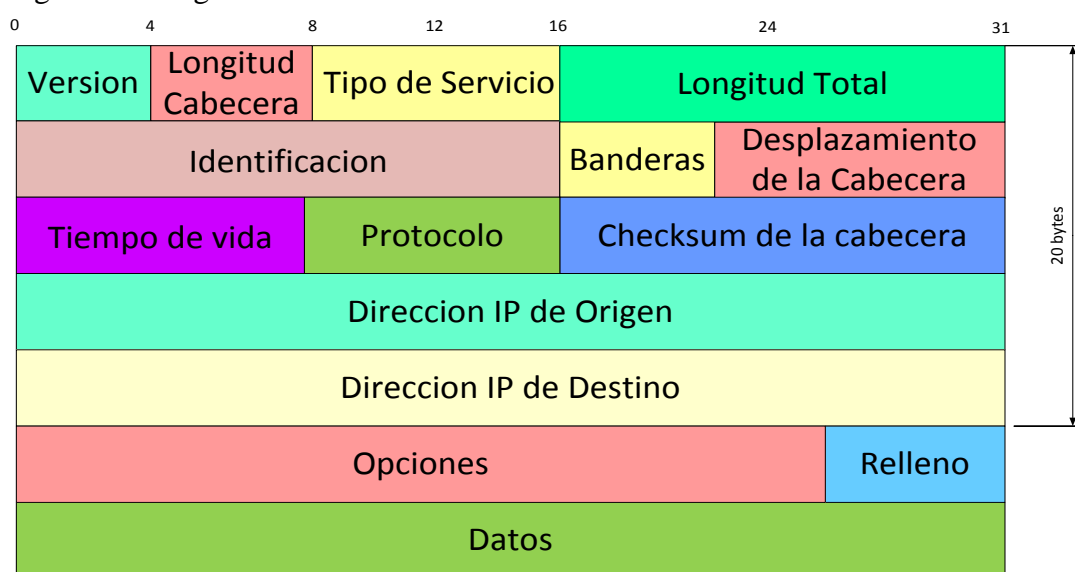 0 4 8 12 16 24 31
Version
Longitud
Cabecera
Tipo de Servicio
Longitud Total
Identificacion
Banderas
Desplazamiento
de la Cabecera
Tiempo de vida
Protocolo
Checksum de la cabecera
20 bytes
Direccion IP de Origen
Direccion IP de Destino
Opciones
Relleno
Datos